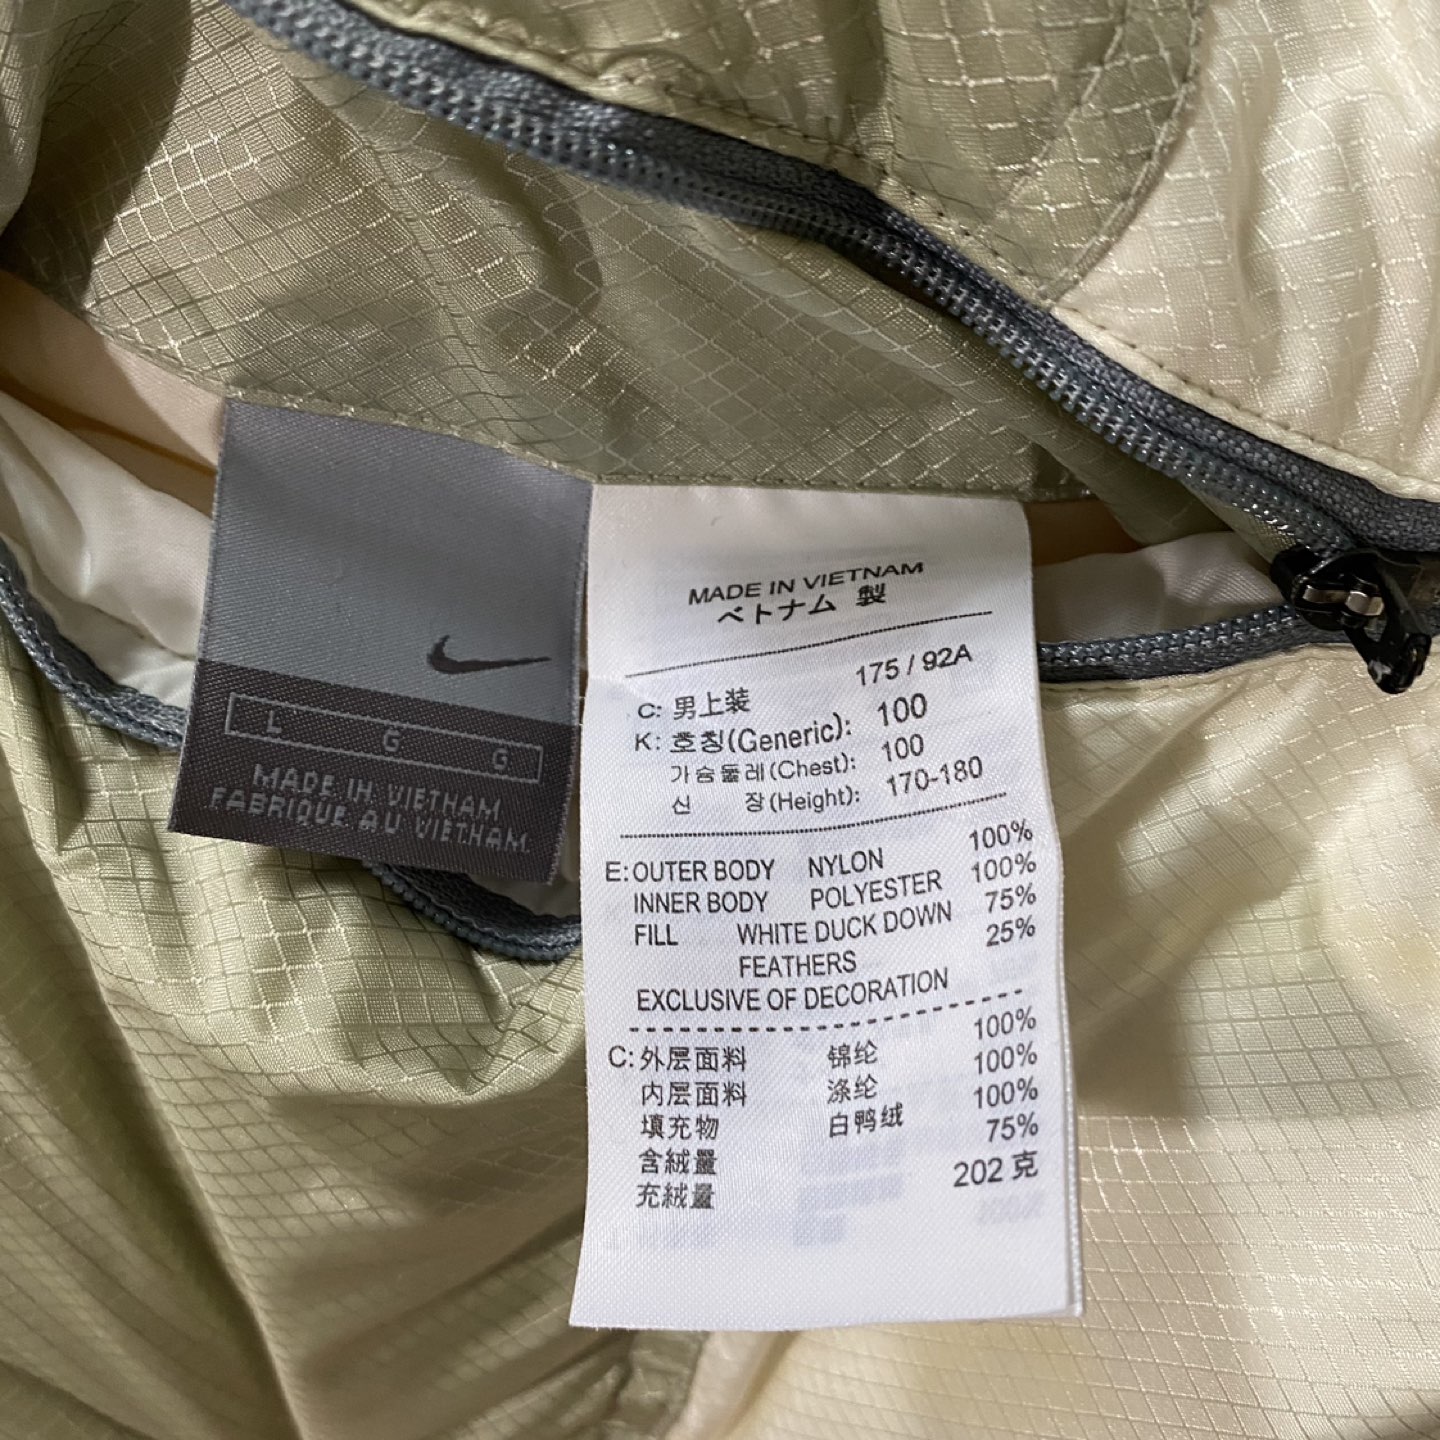 L G G
MADE IN VIETNAM
FABRIQUE AU VIETNAM
MADE IN VIETNAM
ベトナム 製
175 / 92A
C: 男上装
K: 호칭(Generic): 100
가슴둘레(Chest): 100
신 장(Height): 170-180
E: OUTER BODY NYLON 100%
INNER BODY POLYESTER 100%
FILL WHITE DUCK DOWN 75%
FEATHERS 25%
EXCLUSIVE OF DECORATION
C: 外层面料 锦纶 100%
内层面料 涤纶 100%
填充物 白鸭绒 100%
含絨量 75%
充絨量 202 克